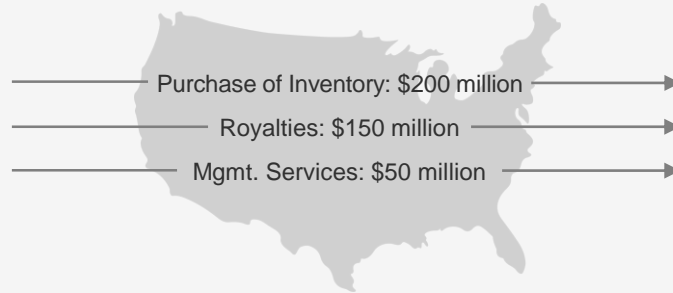 Purchase of Inventory: $200 million
Royalties: $150 million
Mgmt. Services: $50 million